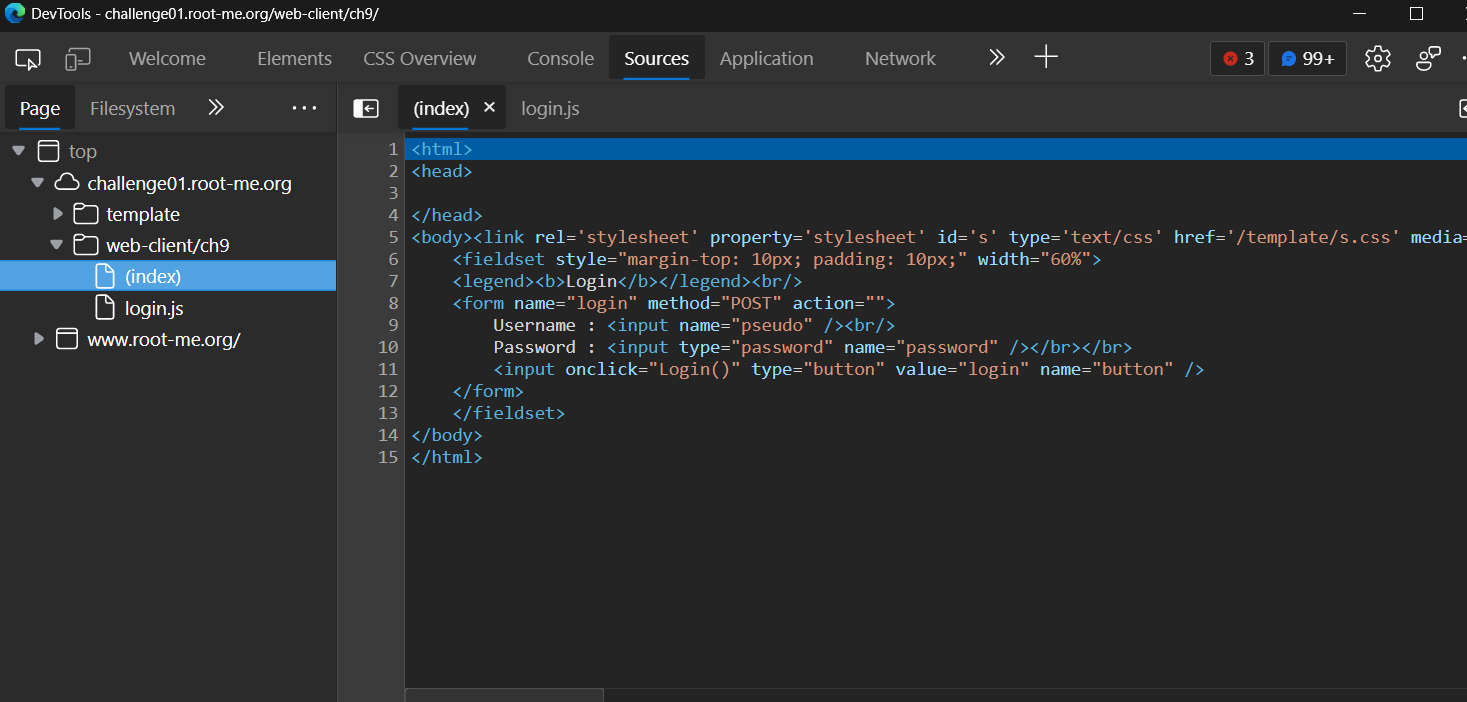 DevTools - challenge01.root-me.org/web-client/ch9/
Welcome Elements CSS Overview Console Sources Application Network 3 99+
Page Filesystem (index) login.js
top
challenge01.root-me.org
template
web-client/ch9
(index)
login.js
www.root-me.org/
1 <html>
2 <head>
3
4 </head>
5 <body><link rel='stylesheet' property='stylesheet' id='s' type='text/css' href='/template/s.css' media=
6 <fieldset style="margin-top: 10px; padding: 10px;" width="60%">
7 <legend><b>Login</b></legend><br/>
8 <form name="login" method="POST" action="">
9 Username : <input name="pseudo" /><br/>
10 Password : <input type="password" name="password" /></br></br>
11 <input onclick="Login()" type="button" value="login" name="button" />
12 </form>
13 </fieldset>
14 </body>
15 </html>